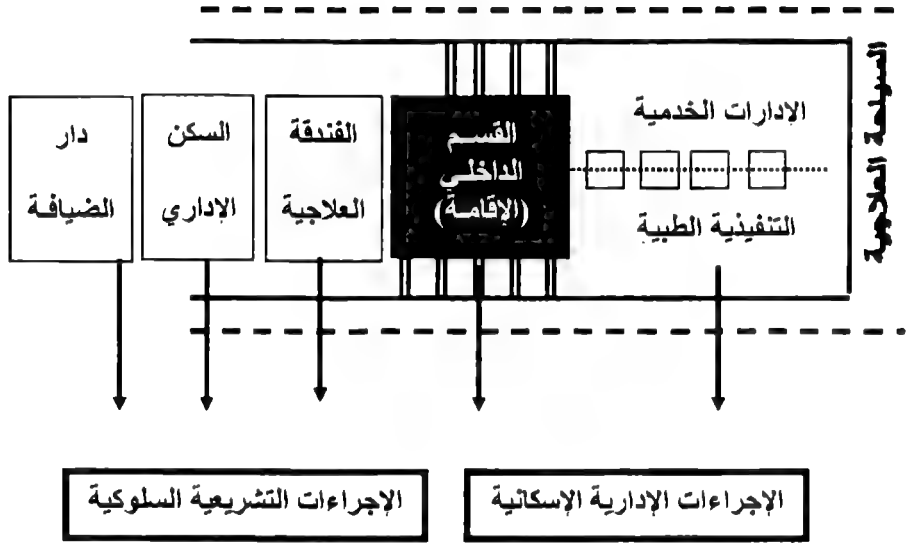 السياحة العلاجية
الإدارات الخدمية
التنفيذية الطبية
القسم
الداخلي
(الإقامة)
الفندقة
العلاجية
السكن
الإداري
دار
الضيافة
الإجراءات الإدارية الإسكانية
الإجراءات التشريعية السلوكية